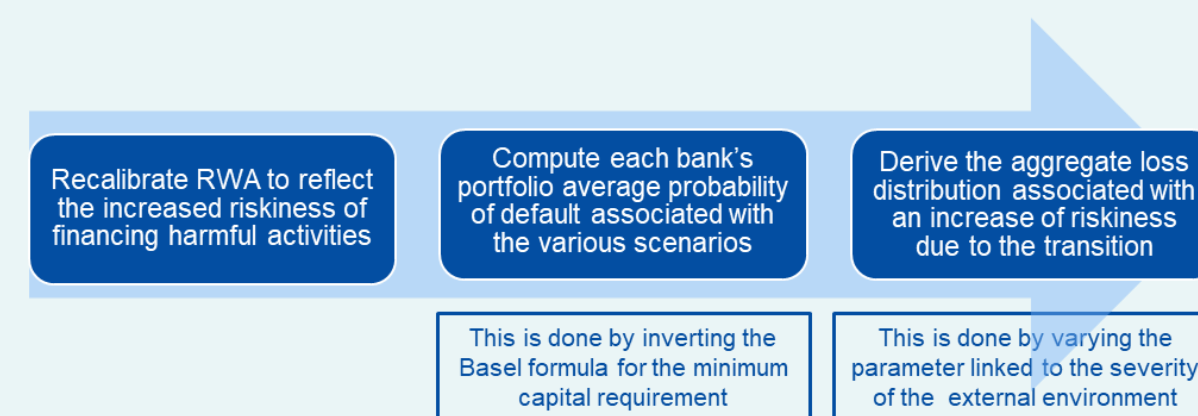 Recalibrate RWA to reflect
the increased riskiness of
financing harmful activities
Compute each bank's
portfolio average probability
of default associated with
the various scenarios
Derive the aggregate loss
distribution associated with
an increase of riskiness
due to the transition
This is done by inverting the
Basel formula for the minimum
capital requirement
This is done by varying the
parameter linked to the severity
of the external environment